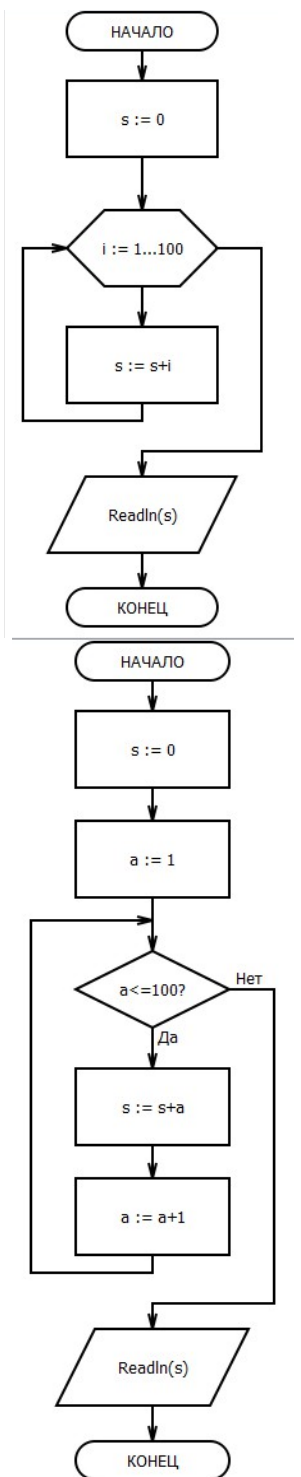 НАЧАЛО
s := 0
i := 1...100
s := s+i
Readln(s)
КОНЕЦ
НАЧАЛО
s := 0
a := 1
a<=100?
Нет
Да
s := s+a
a := a+1
Readln(s)
КОНЕЦ